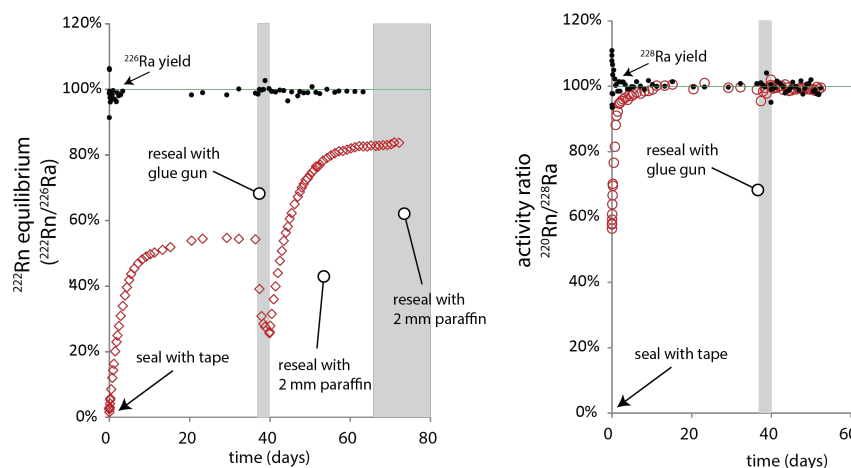 120%
100%
80%
60%
40%
20%
0%
²²²Rn equilibrium
(²²²Rn/²²⁶Ra)
²²⁶Ra yield
reseal with
glue gun
seal with tape
reseal with
2 mm paraffin
reseal with
2 mm paraffin
0 20 40 60 80
time (days)
120%
100%
80%
60%
40%
20%
0%
activity ratio
²²⁰Rn/²²⁸Ra
²²⁸Ra yield
reseal with
glue gun
seal with tape
0 20 40 60
time (days)